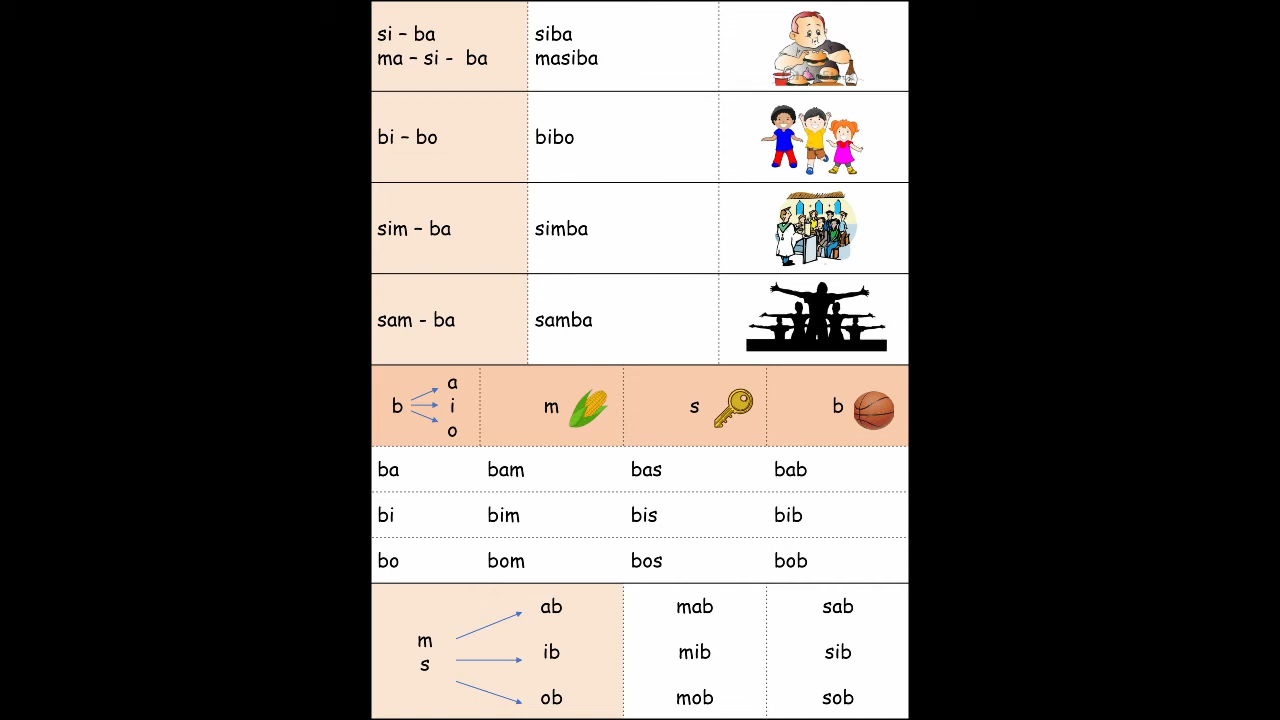 si – ba siba
ma – si - ba masiba
bi – bo bibo
sim – ba simba
sam - ba samba
b a i o m s b
ba bam bas bab
bi bim bis bib
bo bom bos bob
m s ab mab sab
ib mib sib
ob mob sob